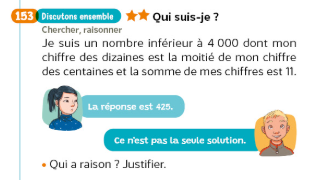 153 Discutons ensemble ★★ Qui suis-je ?
Chercher, raisonner
Je suis un nombre inférieur à 4 000 dont mon
chiffre des dizaines est la moitié de mon chiffre
des centaines et la somme de mes chiffres est 11.
La réponse est 425.
Ce n'est pas la seule solution.
• Qui a raison ? Justifier.